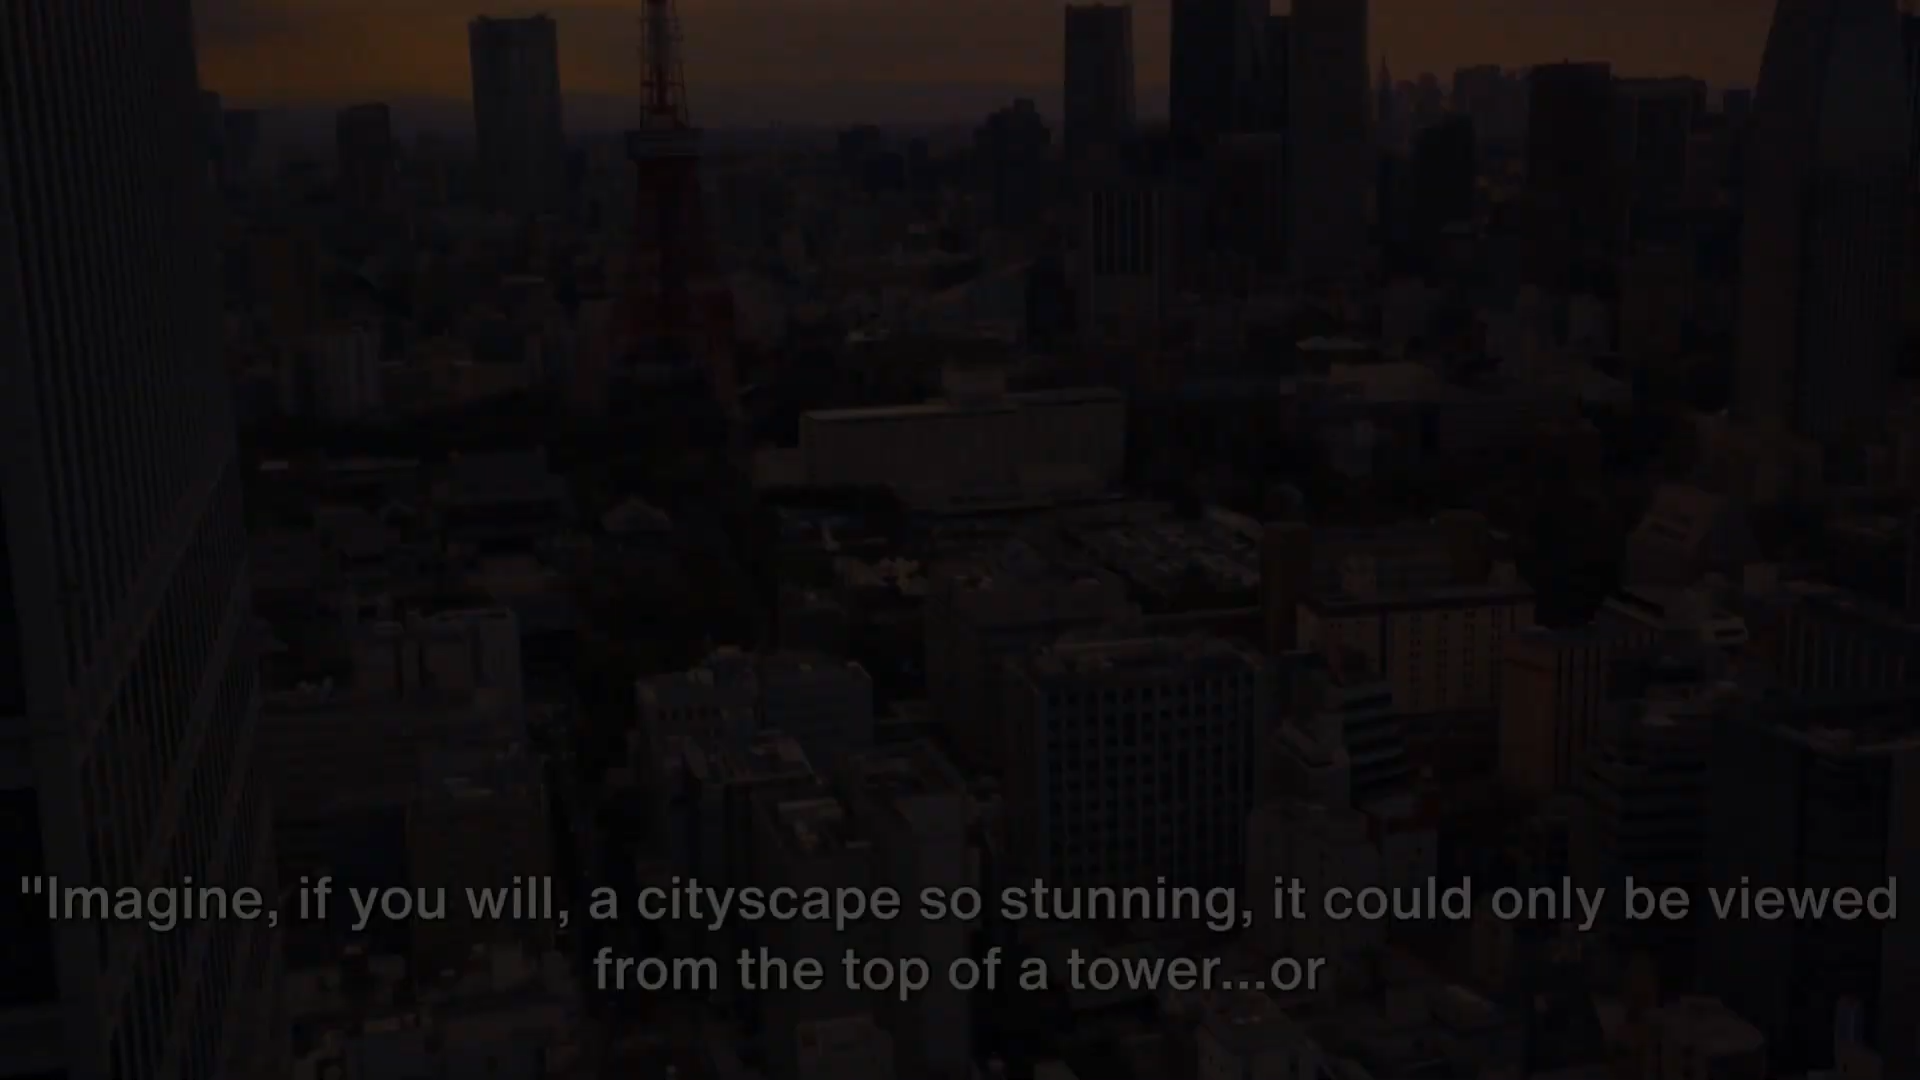 "Imagine, if you will, a cityscape so stunning, it could only be viewed
from the top of a tower...or